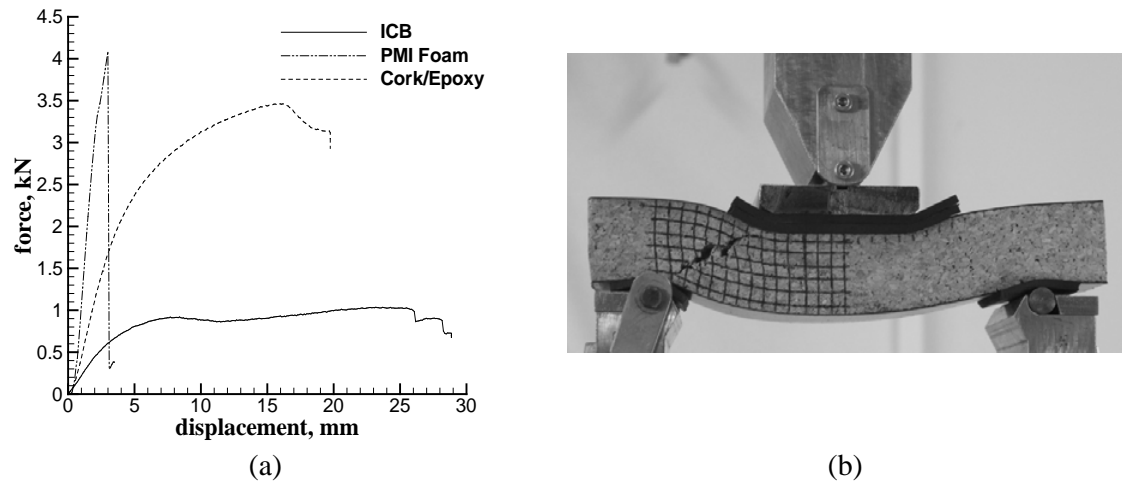 4.5
4
3.5
3
2.5
2
1.5
1
0.5
0
force, kN
ICB
PMI Foam
Cork/Epoxy
0 5 10 15 20 25 30
displacement, mm
(a)
(b)